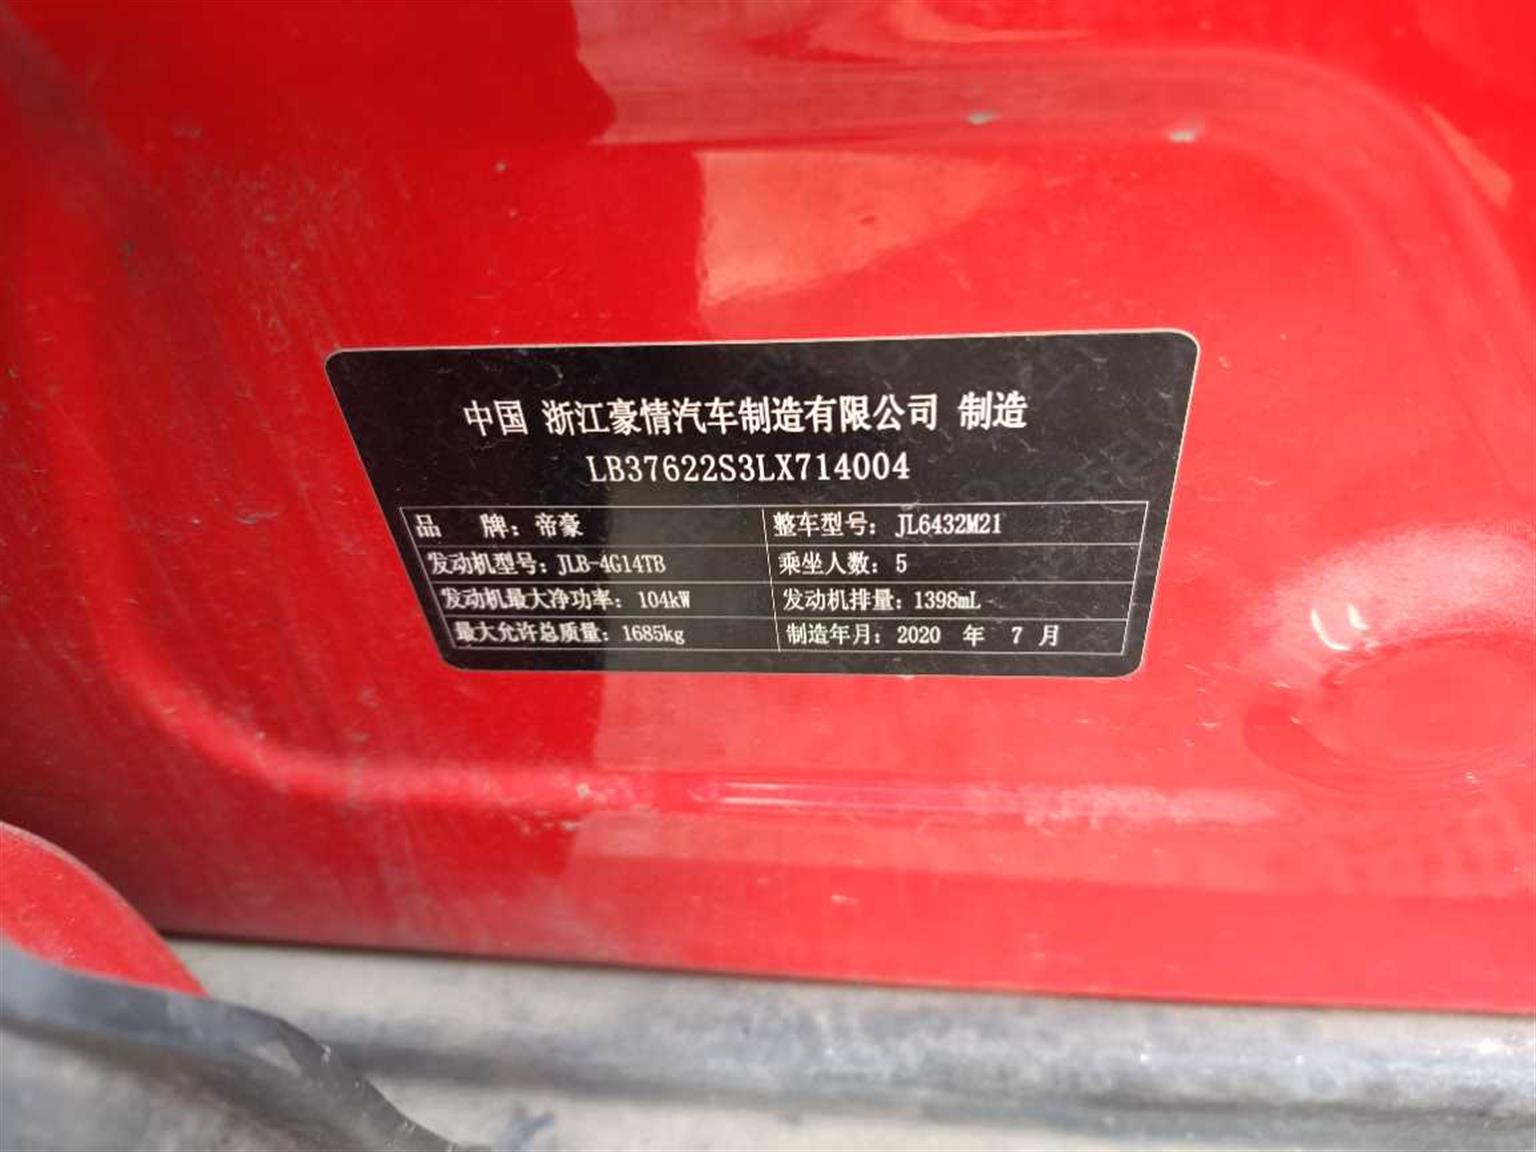 中国 浙江豪情汽车制造有限公司 制造
LB37622S3LX714004
品 牌：帝豪 整车型号：JL6432M21
发动机型号：JLB-4G14TB 乘坐人数：5
发动机最大净功率：104kW 发动机排量：1398mL
最大允许总质量：1685kg 制造年月：2020 年 7 月